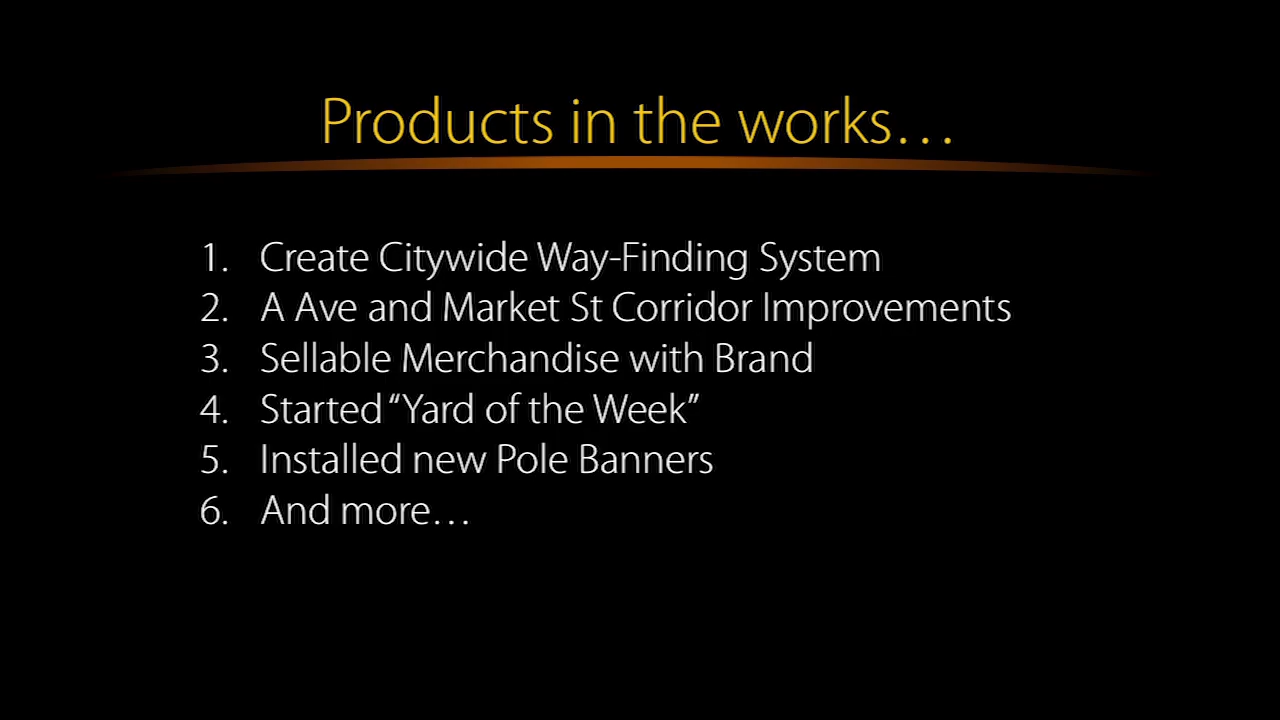 Products in the works…
1. Create Citywide Way-Finding System
2. A Ave and Market St Corridor Improvements
3. Sellable Merchandise with Brand
4. Started “Yard of the Week”
5. Installed new Pole Banners
6. And more…